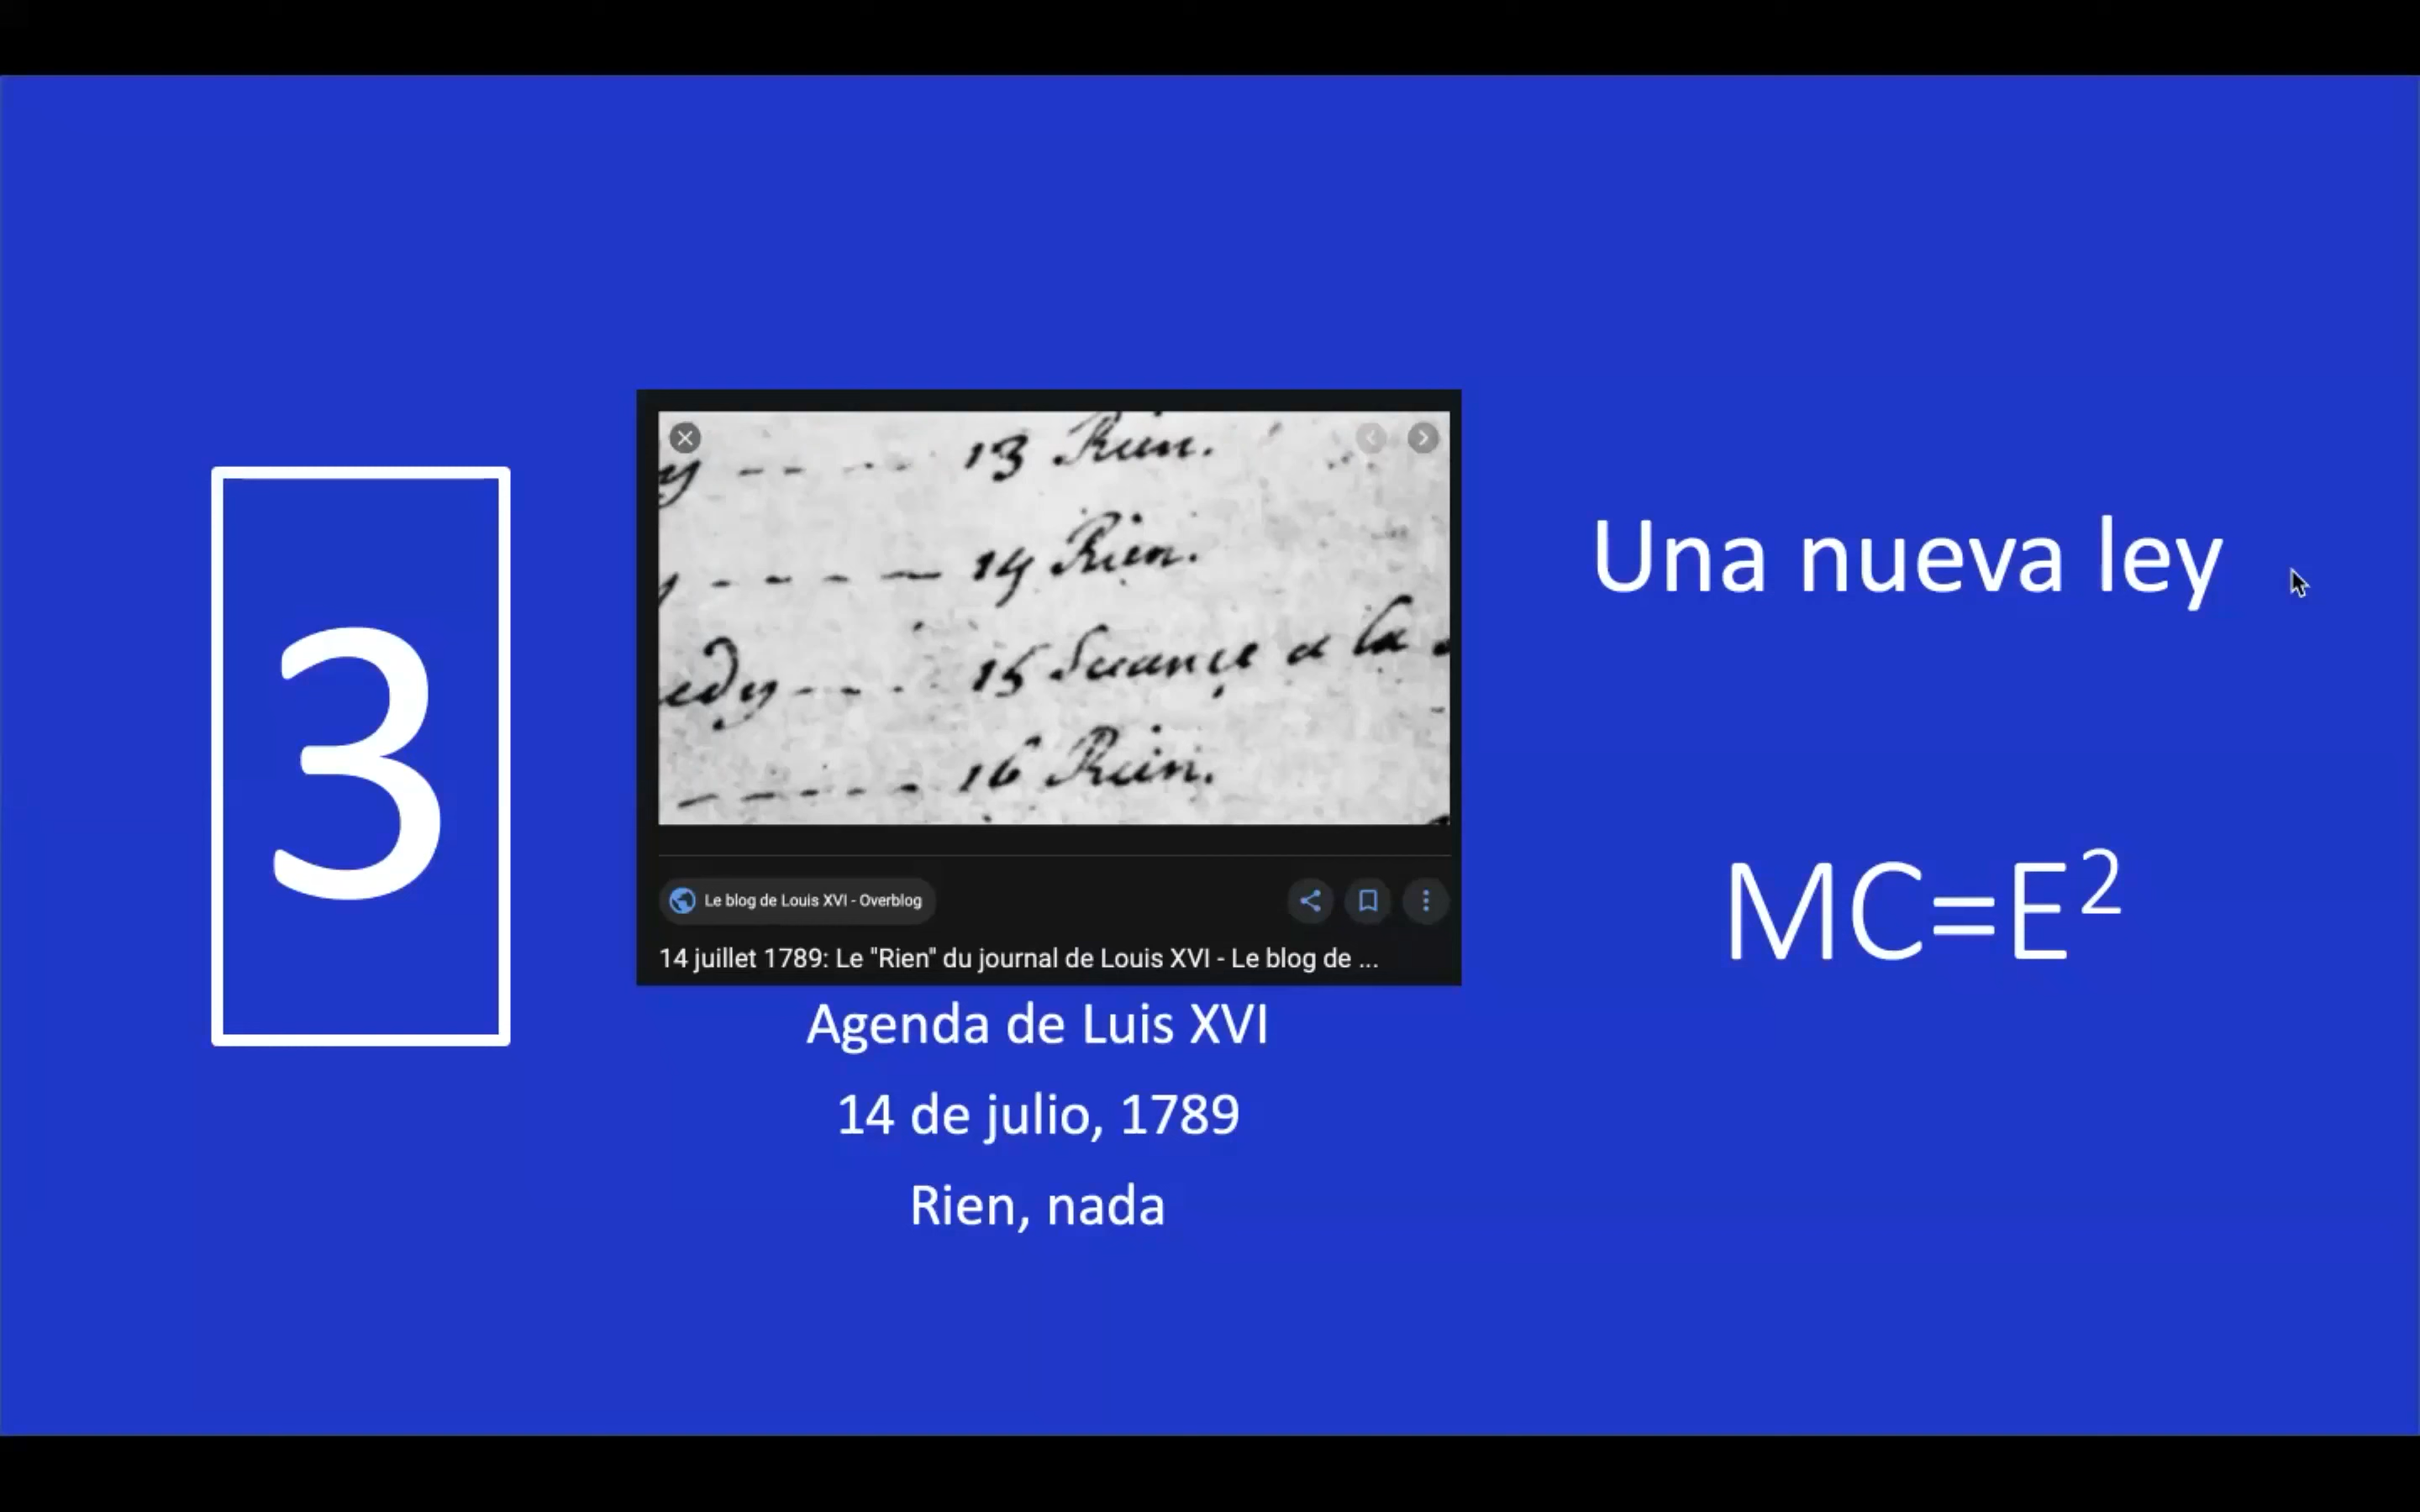 3
y - - - - - 13 Rien.
- - - - - 14 Rien.
edy - - - - 15 Sceance a la
- - - - - - 16 Rien.
Le blog de Louis XVI - Overblog
14 juillet 1789: Le "Rien" du journal de Louis XVI - Le blog de ...
Agenda de Luis XVI
14 de julio, 1789
Rien, nada
Una nueva ley
MC=E²